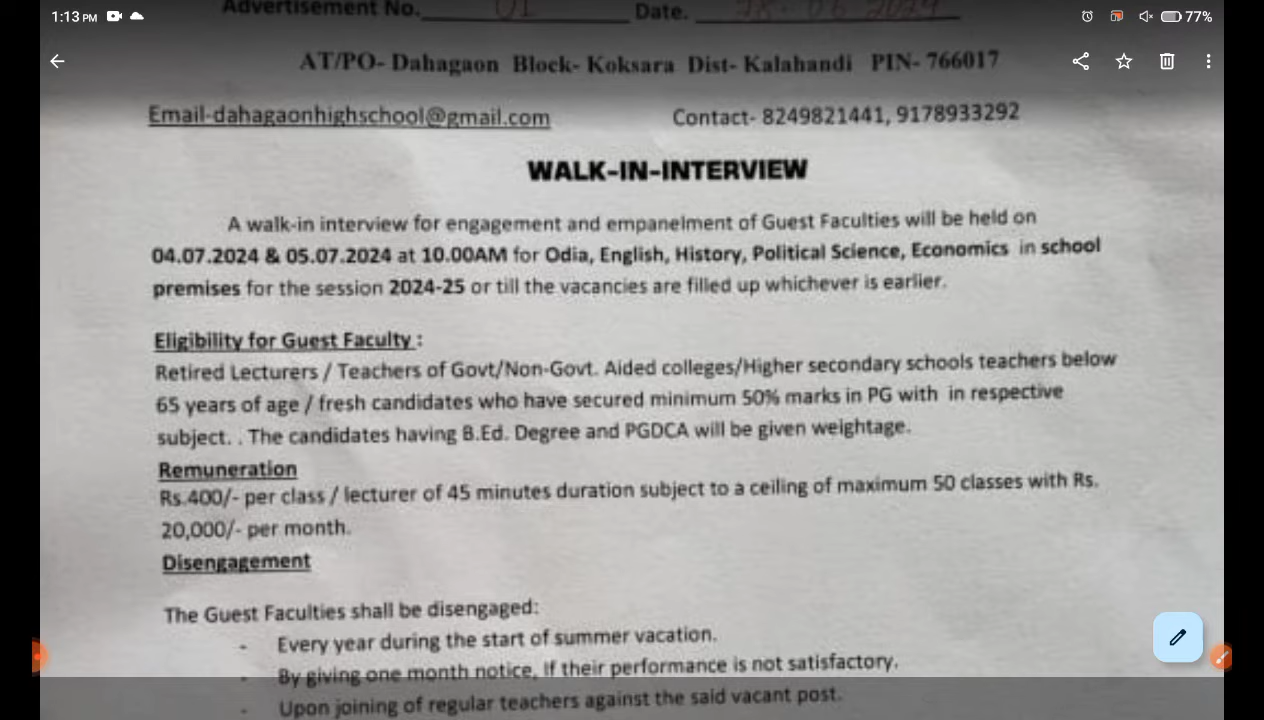 1:13 PM
77%
Advertisement No. 01 Date.
AT/PO- Dahagaon Block- Koksara Dist- Kalahandi PIN- 766017
Email-dahagaonhighschool@gmail.com Contact- 8249821441, 9178933292
WALK-IN-INTERVIEW
A walk-in interview for engagement and empanelment of Guest Faculties will be held on
04.07.2024 & 05.07.2024 at 10.00AM for Odia, English, History, Political Science, Economics in school
premises for the session 2024-25 or till the vacancies are filled up whichever is earlier.
Eligibility for Guest Faculty :
Retired Lecturers / Teachers of Govt/Non-Govt. Aided colleges/Higher secondary schools teachers below
65 years of age / fresh candidates who have secured minimum 50% marks in PG with in respective
subject. . The candidates having B.Ed. Degree and PGDCA will be given weightage.
Remuneration
Rs.400/- per class / lecturer of 45 minutes duration subject to a ceiling of maximum 50 classes with Rs.
20,000/- per month.
Disengagement
The Guest Faculties shall be disengaged:
- Every year during the start of summer vacation.
- By giving one month notice, If their performance is not satisfactory.
- Upon joining of regular teachers against the said vacant post.